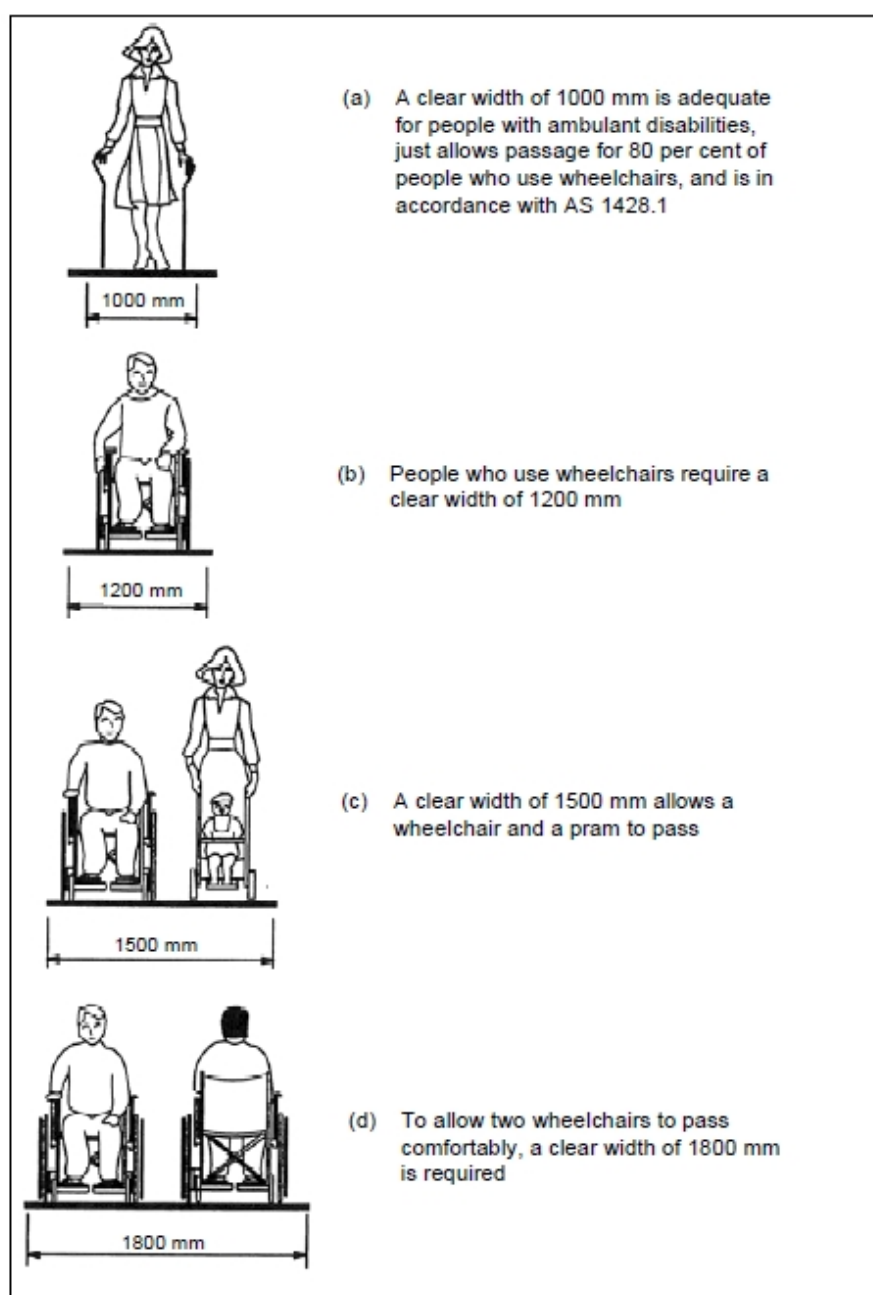 (a) A clear width of 1000 mm is adequate
for people with ambulant disabilities,
just allows passage for 80 per cent of
people who use wheelchairs, and is in
accordance with AS 1428.1
1000 mm
(b) People who use wheelchairs require a
clear width of 1200 mm
1200 mm
(c) A clear width of 1500 mm allows a
wheelchair and a pram to pass
1500 mm
(d) To allow two wheelchairs to pass
comfortably, a clear width of 1800 mm
is required
1800 mm